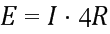 E = I · 4R